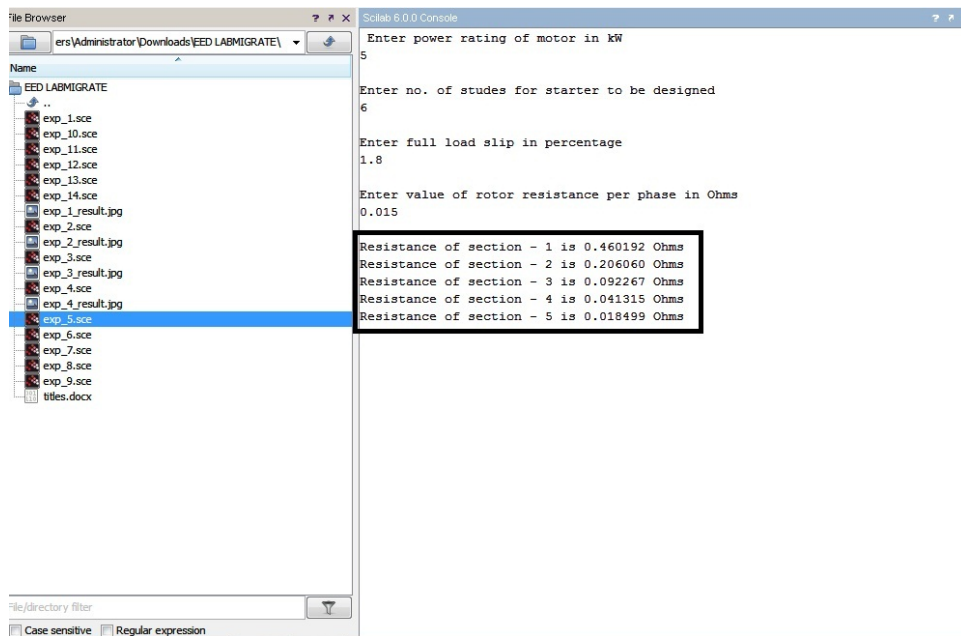 File Browser
ers\Administrator\Downloads\EED LABMIGRATE\
Name
EED LABMIGRATE
..
exp_1.sce
exp_10.sce
exp_11.sce
exp_12.sce
exp_13.sce
exp_14.sce
exp_1_result.jpg
exp_2.sce
exp_2_result.jpg
exp_3.sce
exp_3_result.jpg
exp_4.sce
exp_4_result.jpg
exp_5.sce
exp_6.sce
exp_7.sce
exp_8.sce
exp_9.sce
titles.docx
File/directory filter
Case sensitive Regular expression
Scilab 6.0.0 Console
Enter power rating of motor in kW
5
Enter no. of studes for starter to be designed
6
Enter full load slip in percentage
1.8
Enter value of rotor resistance per phase in Ohms
0.015
Resistance of section - 1 is 0.460192 Ohms
Resistance of section - 2 is 0.206060 Ohms
Resistance of section - 3 is 0.092267 Ohms
Resistance of section - 4 is 0.041315 Ohms
Resistance of section - 5 is 0.018499 Ohms